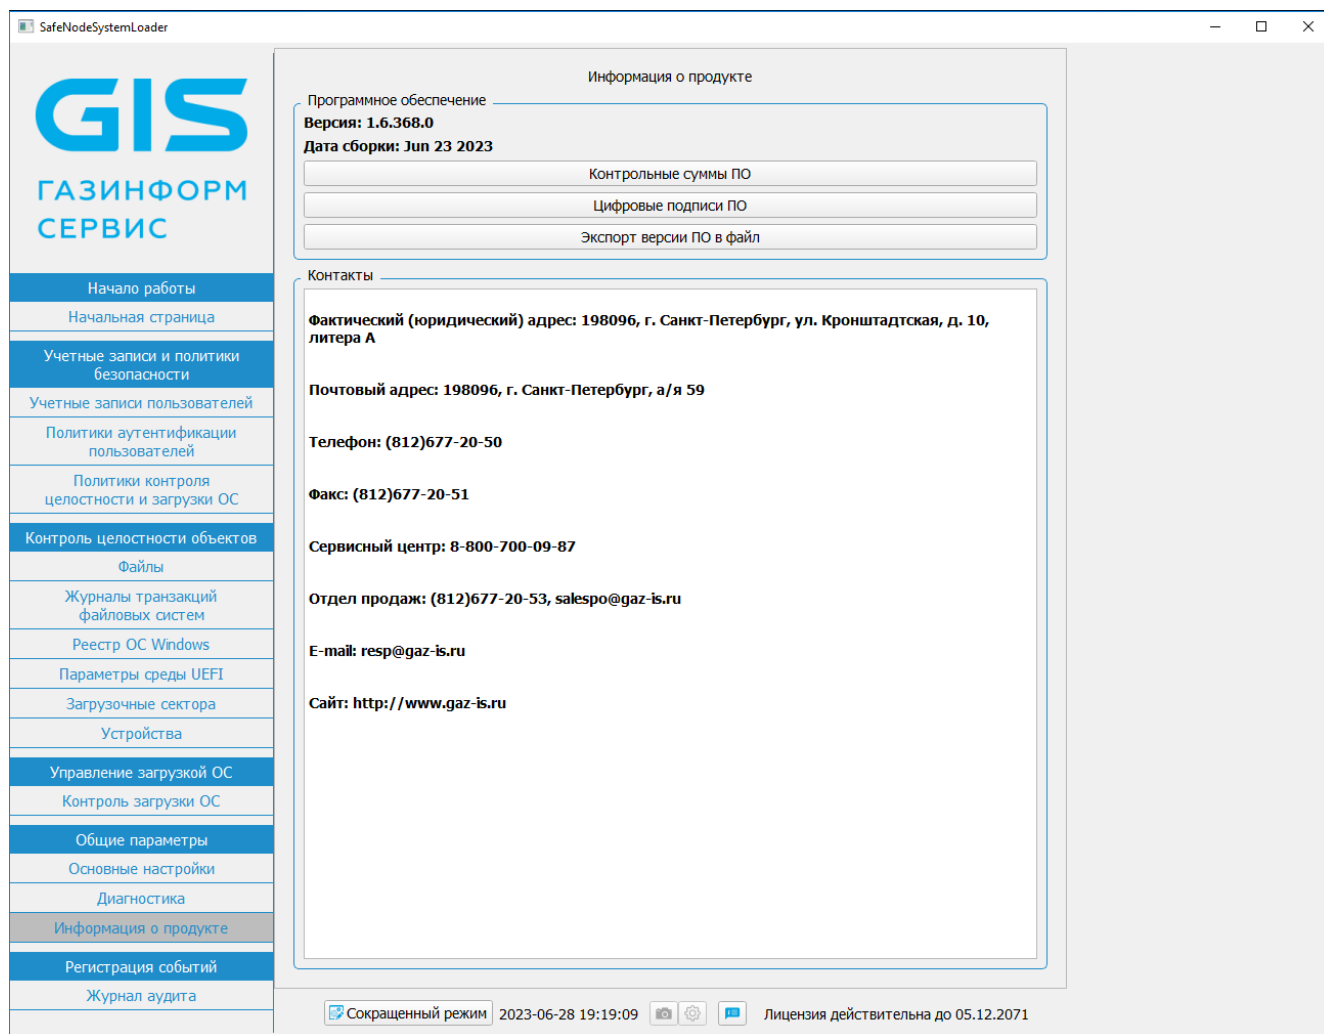 SafeNodeSystemLoader
GIS
ГАЗИНФОРМ
СЕРВИС
Начало работы
Начальная страница
Учетные записи и политики
безопасности
Учетные записи пользователей
Политики аутентификации
пользователей
Политики контроля
целостности и загрузки ОС
Контроль целостности объектов
Файлы
Журналы транзакций
файловых систем
Реестр ОС Windows
Параметры среды UEFI
Загрузочные сектора
Устройства
Управление загрузкой ОС
Контроль загрузки ОС
Общие параметры
Основные настройки
Диагностика
Информация о продукте
Регистрация событий
Журнал аудита
Информация о продукте
Программное обеспечение
Версия: 1.6.368.0
Дата сборки: Jun 23 2023
Контрольные суммы ПО
Цифровые подписи ПО
Экспорт версии ПО в файл
Контакты
Фактический (юридический) адрес: 198096, г. Санкт-Петербург, ул. Кронштадтская, д. 10,
литера А
Почтовый адрес: 198096, г. Санкт-Петербург, а/я 59
Телефон: (812)677-20-50
Факс: (812)677-20-51
Сервисный центр: 8-800-700-09-87
Отдел продаж: (812)677-20-53, salespo@gaz-is.ru
E-mail: resp@gaz-is.ru
Сайт: http://www.gaz-is.ru
Сокращенный режим 2023-06-28 19:19:09 Лицензия действительна до 05.12.2071